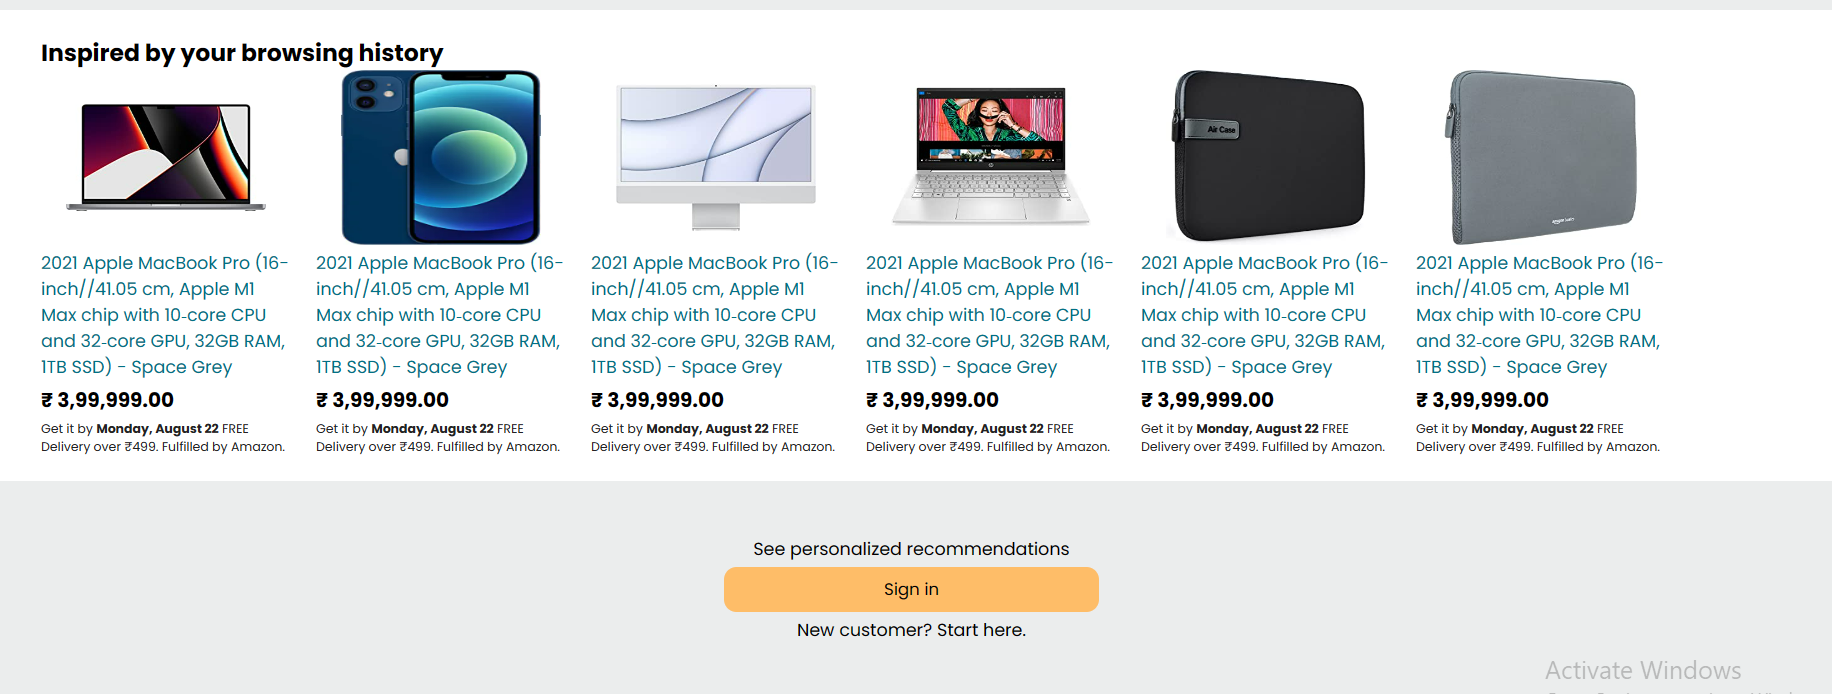 Inspired by your browsing history
Air Case
2021 Apple MacBook Pro (16-
inch//41.05 cm, Apple M1
Max chip with 10-core CPU
and 32-core GPU, 32GB RAM,
1TB SSD) - Space Grey
₹ 3,99,999.00
Get it by Monday, August 22 FREE
Delivery over ₹499. Fulfilled by Amazon.
2021 Apple MacBook Pro (16-
inch//41.05 cm, Apple M1
Max chip with 10-core CPU
and 32-core GPU, 32GB RAM,
1TB SSD) - Space Grey
₹ 3,99,999.00
Get it by Monday, August 22 FREE
Delivery over ₹499. Fulfilled by Amazon.
2021 Apple MacBook Pro (16-
inch//41.05 cm, Apple M1
Max chip with 10-core CPU
and 32-core GPU, 32GB RAM,
1TB SSD) - Space Grey
₹ 3,99,999.00
Get it by Monday, August 22 FREE
Delivery over ₹499. Fulfilled by Amazon.
2021 Apple MacBook Pro (16-
inch//41.05 cm, Apple M1
Max chip with 10-core CPU
and 32-core GPU, 32GB RAM,
1TB SSD) - Space Grey
₹ 3,99,999.00
Get it by Monday, August 22 FREE
Delivery over ₹499. Fulfilled by Amazon.
2021 Apple MacBook Pro (16-
inch//41.05 cm, Apple M1
Max chip with 10-core CPU
and 32-core GPU, 32GB RAM,
1TB SSD) - Space Grey
₹ 3,99,999.00
Get it by Monday, August 22 FREE
Delivery over ₹499. Fulfilled by Amazon.
2021 Apple MacBook Pro (16-
inch//41.05 cm, Apple M1
Max chip with 10-core CPU
and 32-core GPU, 32GB RAM,
1TB SSD) - Space Grey
₹ 3,99,999.00
Get it by Monday, August 22 FREE
Delivery over ₹499. Fulfilled by Amazon.
See personalized recommendations
Sign in
New customer? Start here.
Activate Windows